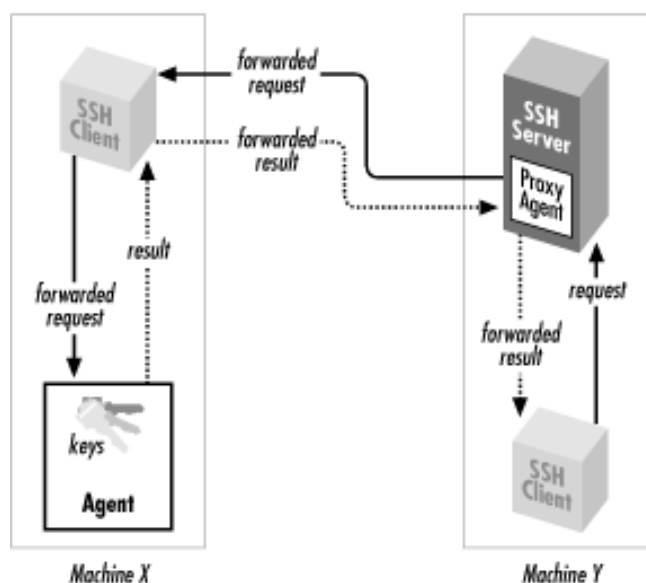 forwarded
request
SSH
Client
SSH
Server
forwarded
result
Proxy
Agent
result
request
forwarded
request
forwarded
result
keys
SSH
Client
Agent
Machine X
Machine Y